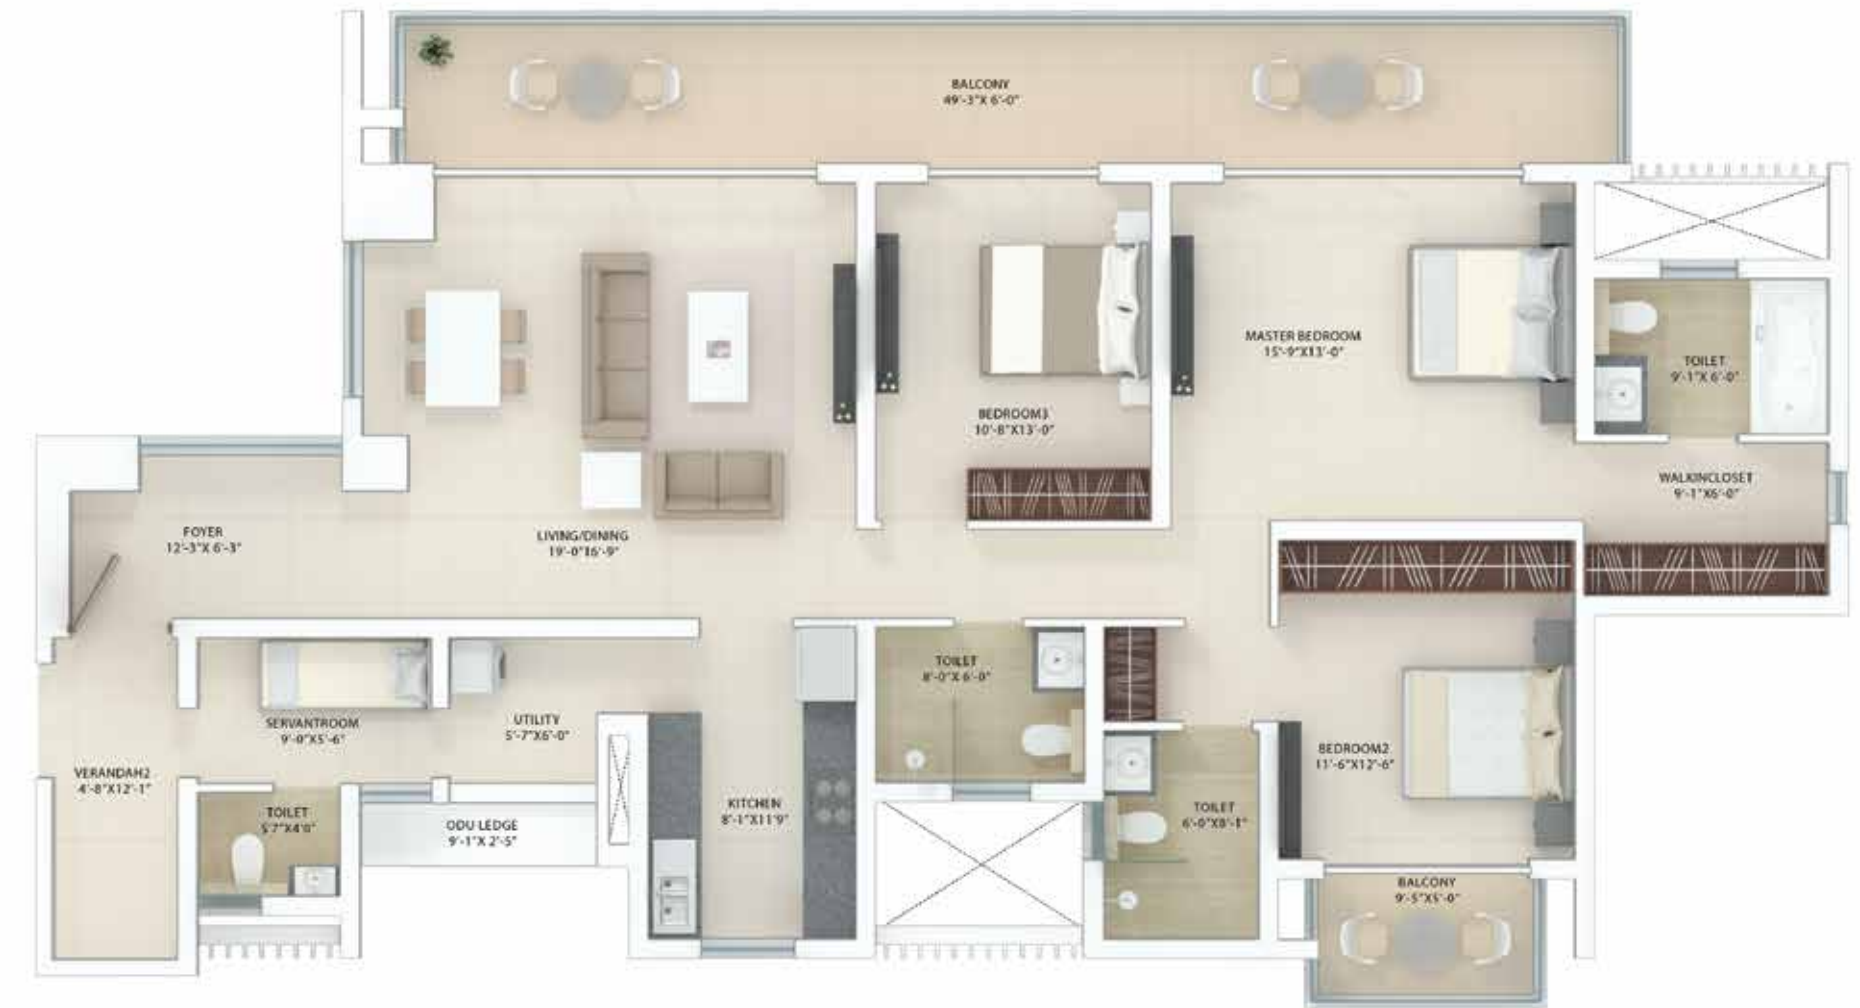 BALCONY
49'-3"X 6'-0"
MASTER BEDROOM
15'-9"X13'-0"
TOILET
9'-1"X 6'-0"
BEDROOM3
10'-8"X13'-0"
WALKINCLOSET
9'-1"X6'-0"
FOYER
12'-3"X 6'-3"
LIVING/DINING
19'-0"16'-9"
TOILET
8'-0"X 6'-0"
SERVANTROOM
9'-0"X5'-6"
UTILITY
5'-7"X6'-0"
BEDROOM2
11'-6"X12'-6"
VERANDAH2
4'-8"X12'-1"
TOILET
5'7"X4'0"
ODU LEDGE
9'-1"X 2'-5"
KITCHEN
8'-1"X11'9"
TOILET
6'-0"X8'-1"
BALCONY
9'-5"X5'-0"